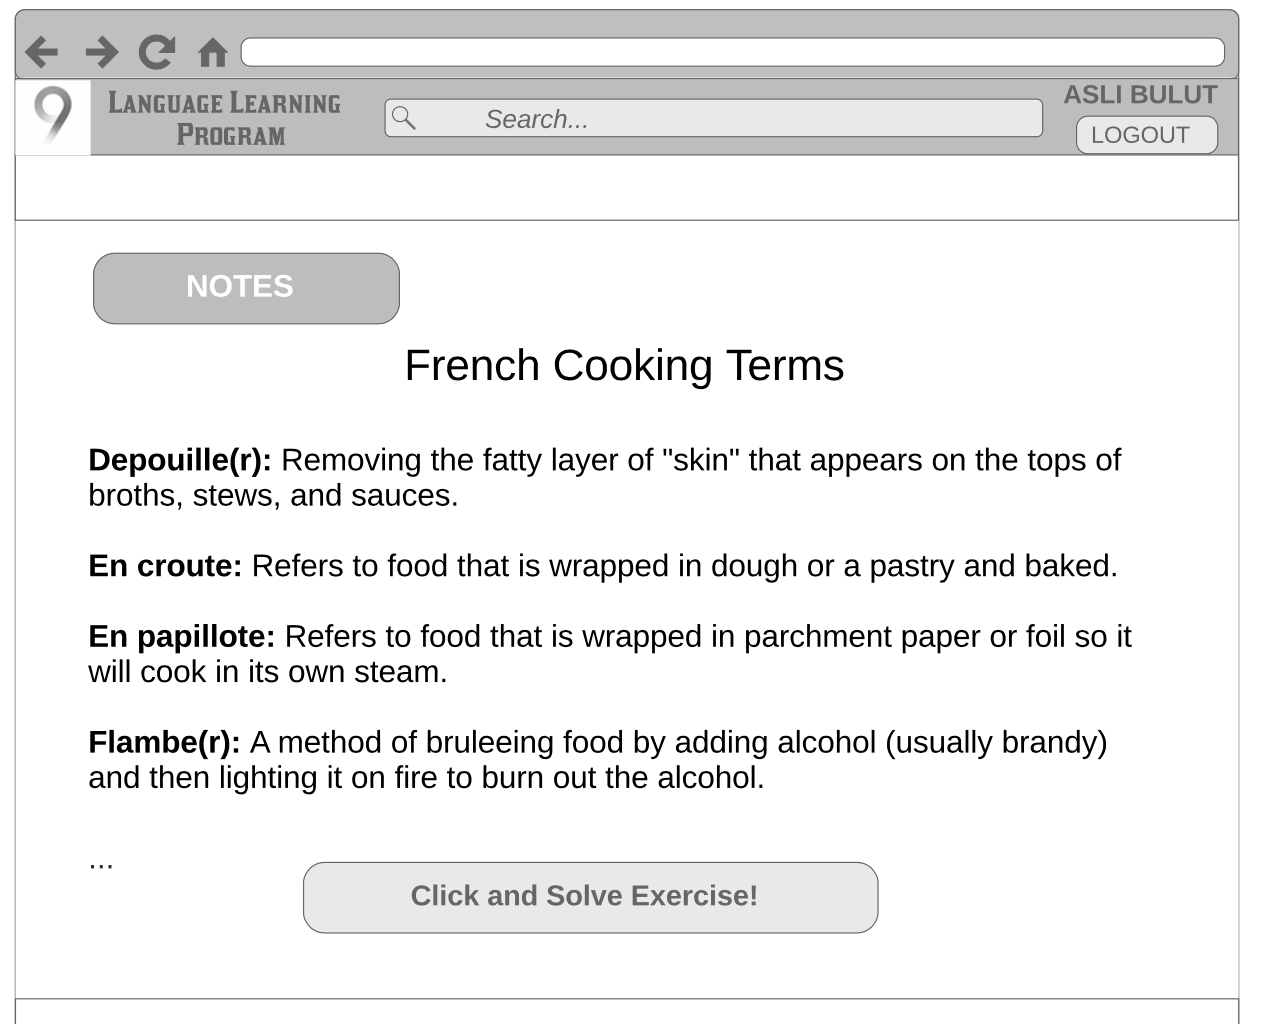 9
LANGUAGE LEARNING
PROGRAM
Search...
ASLI BULUT
LOGOUT
NOTES
French Cooking Terms
Depouille(r): Removing the fatty layer of "skin" that appears on the tops of
broths, stews, and sauces.
En croute: Refers to food that is wrapped in dough or a pastry and baked.
En papillote: Refers to food that is wrapped in parchment paper or foil so it
will cook in its own steam.
Flambe(r): A method of bruleeing food by adding alcohol (usually brandy)
and then lighting it on fire to burn out the alcohol.
...
Click and Solve Exercise!